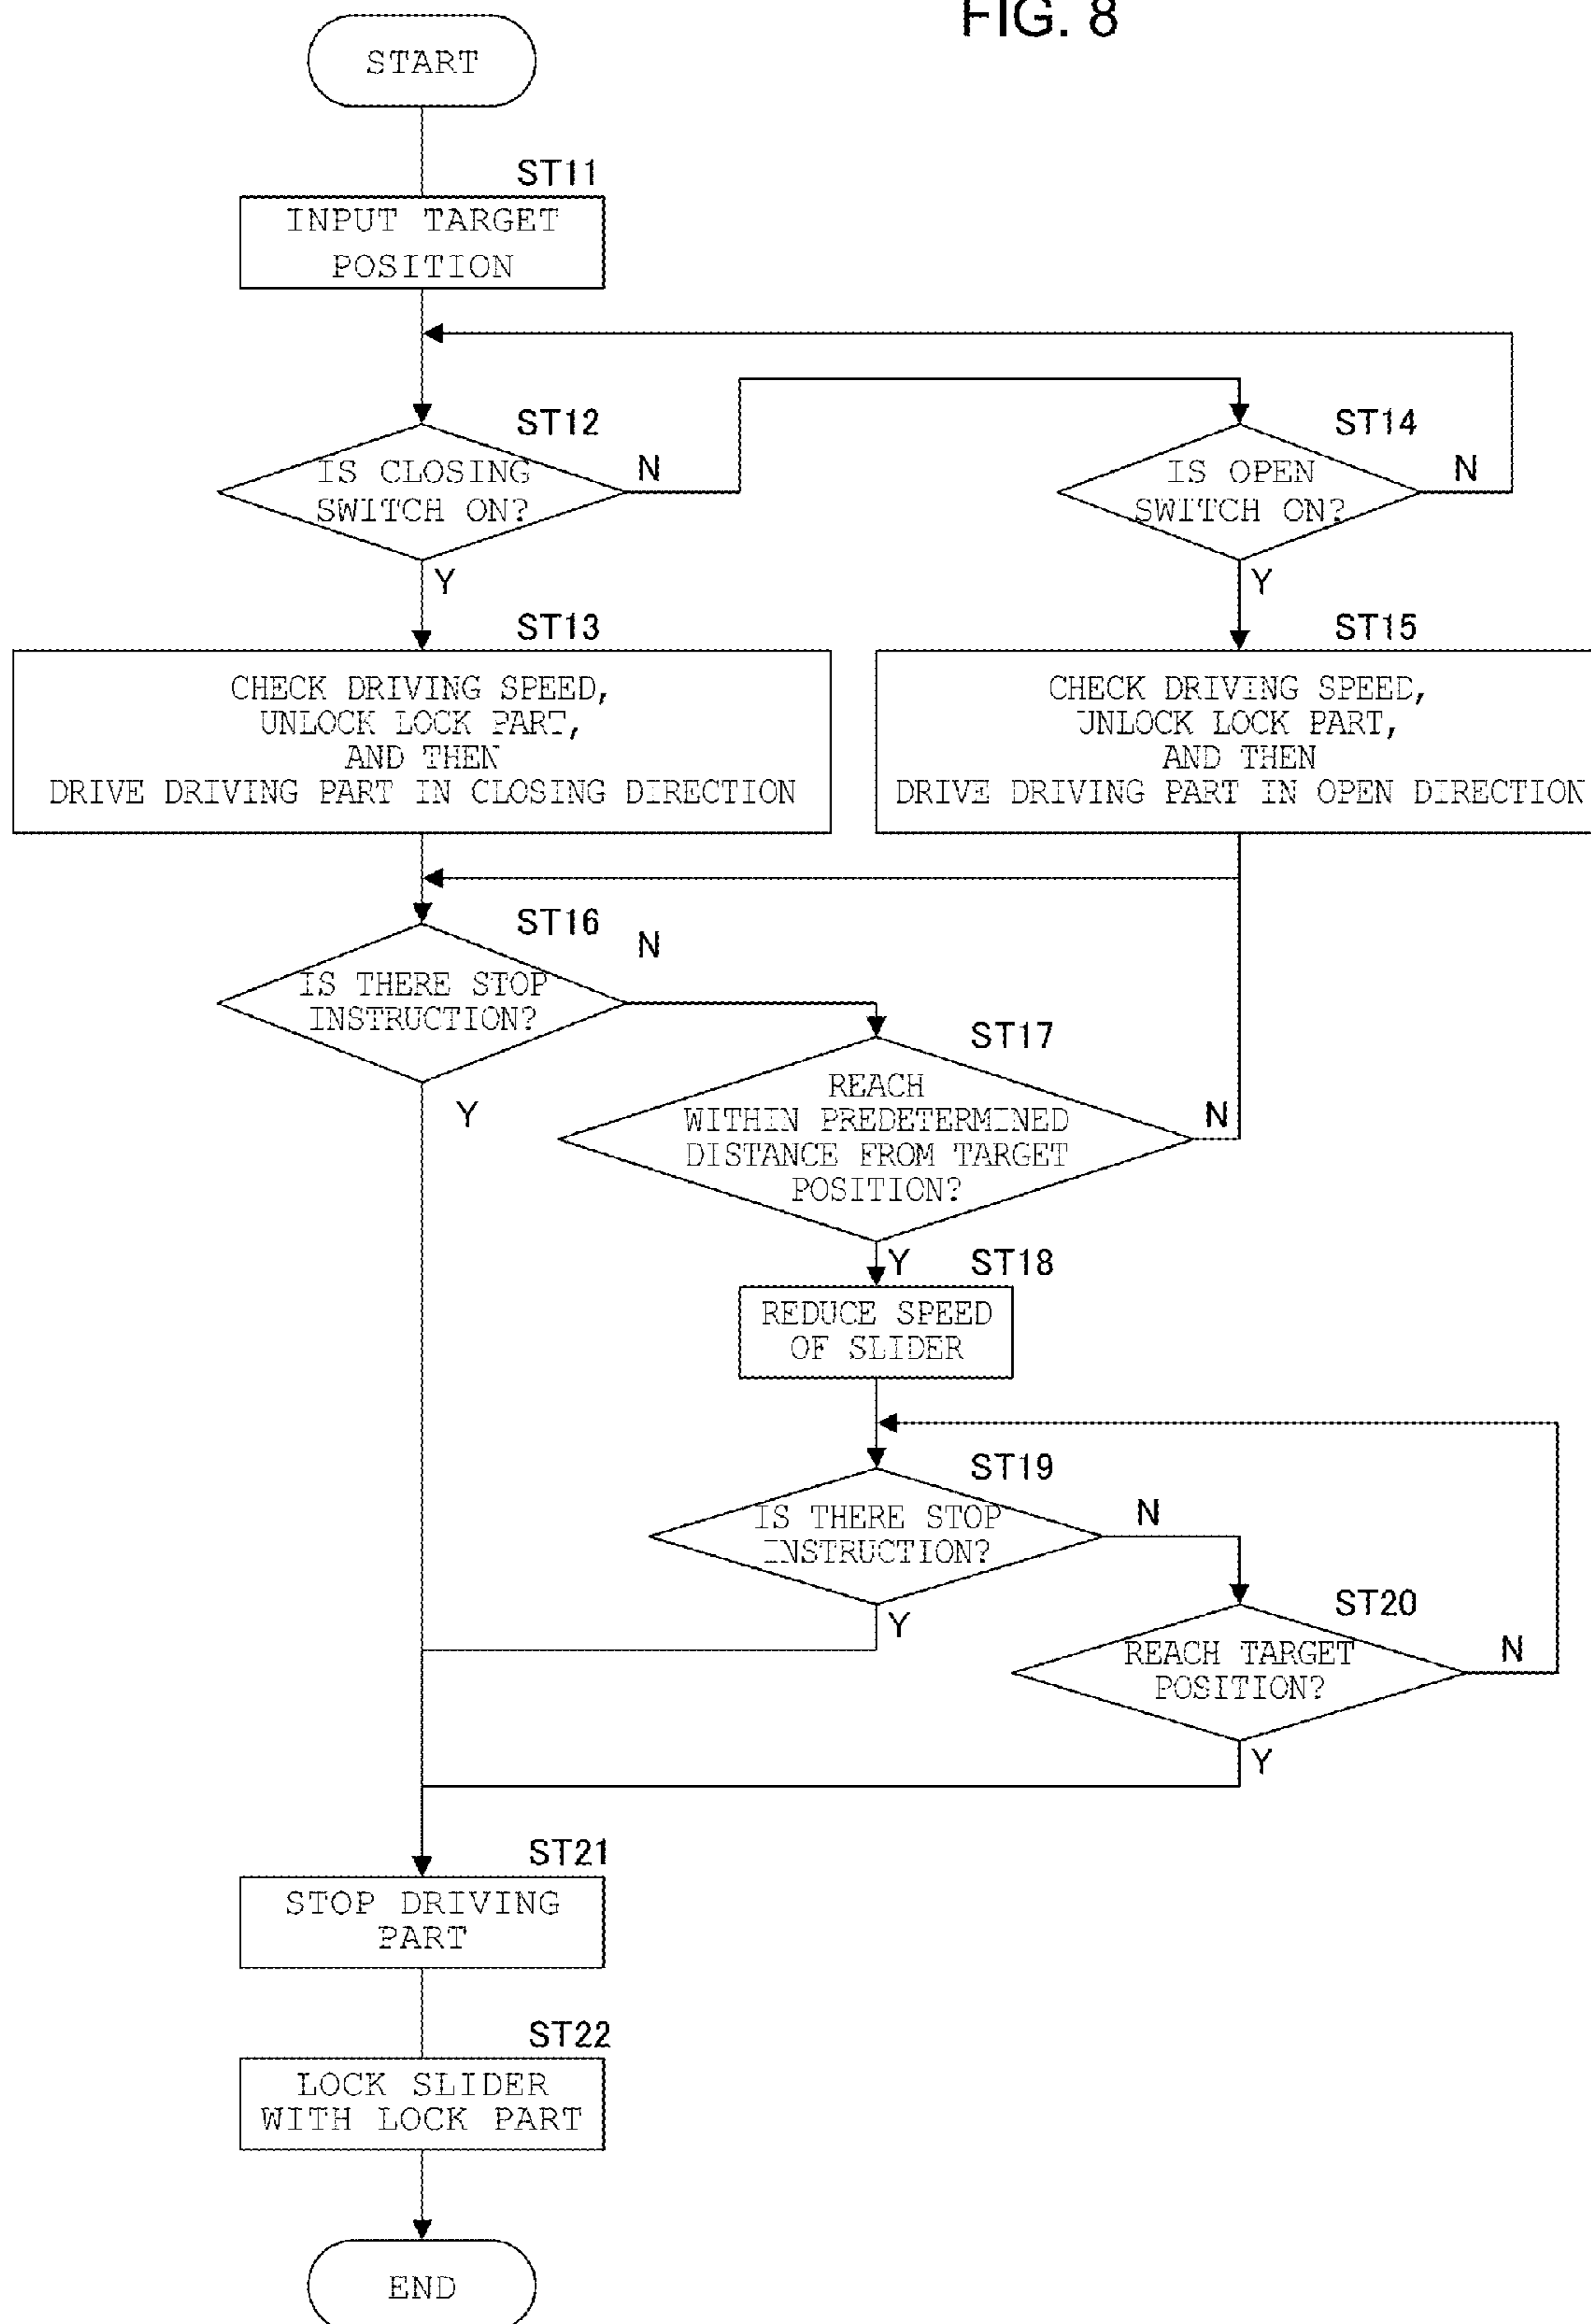 FIG. 8
START
ST11
INPUT TARGET
POSITION
ST12
IS CLOSING
SWITCH ON?
N
Y
ST14
IS OPEN
SWITCH ON?
N
Y
ST13
CHECK DRIVING SPEED,
UNLOCK LOCK PART,
AND THEN
DRIVE DRIVING PART IN CLOSING DIRECTION
ST15
CHECK DRIVING SPEED,
UNLOCK LOCK PART,
AND THEN
DRIVE DRIVING PART IN OPEN DIRECTION
ST16
IS THERE STOP
INSTRUCTION?
N
Y
ST17
REACH
WITHIN PREDETERMINED
DISTANCE FROM TARGET
POSITION?
N
Y
ST18
REDUCE SPEED
OF SLIDER
ST19
IS THERE STOP
INSTRUCTION?
N
Y
ST20
REACH TARGET
POSITION?
N
Y
ST21
STOP DRIVING
PART
ST22
LOCK SLIDER
WITH LOCK PART
END